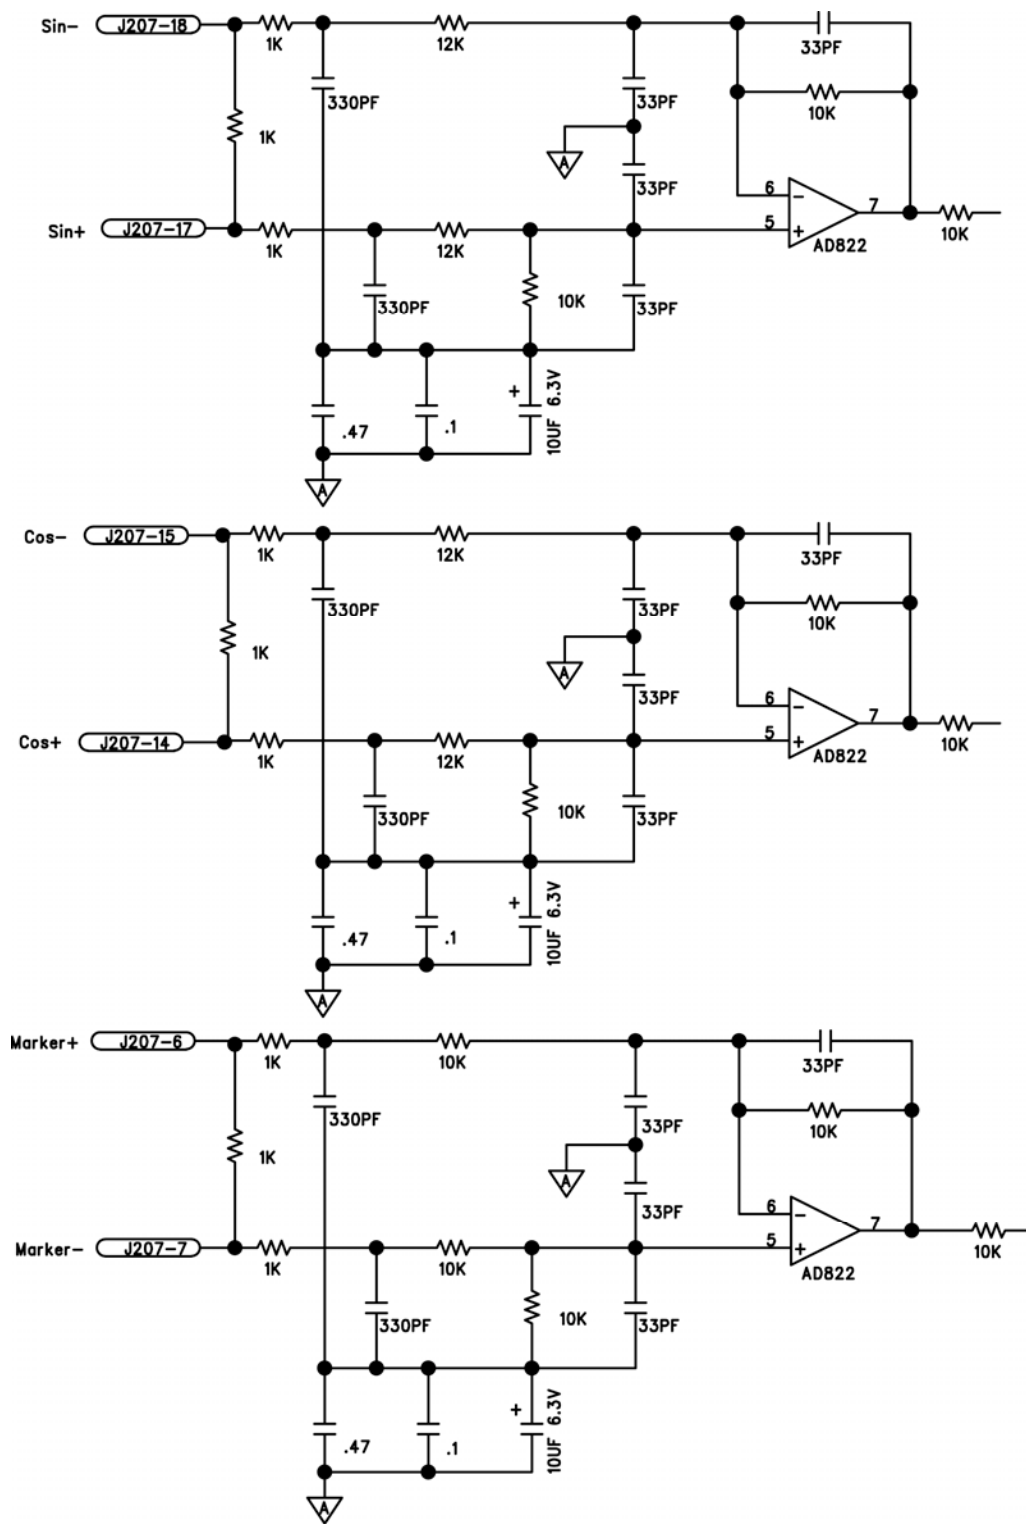 Sin- J207-18 1K 12K 33PF
330PF 33PF 10K
1K A
33PF 6 - 7
Sin+ J207-17 1K 12K 5 + AD822 10K
330PF 10K 33PF
.47 .1 + 10UF 6.3V
A
Cos- J207-15 1K 12K 33PF
330PF 33PF 10K
1K A
33PF 6 - 7
Cos+ J207-14 1K 12K 5 + AD822 10K
330PF 10K 33PF
.47 .1 + 10UF 6.3V
A
Marker+ J207-6 1K 10K 33PF
330PF 33PF 10K
1K A
33PF 6 - 7
Marker- J207-7 1K 10K 5 + AD822 10K
330PF 10K 33PF
.47 .1 + 10UF 6.3V
A